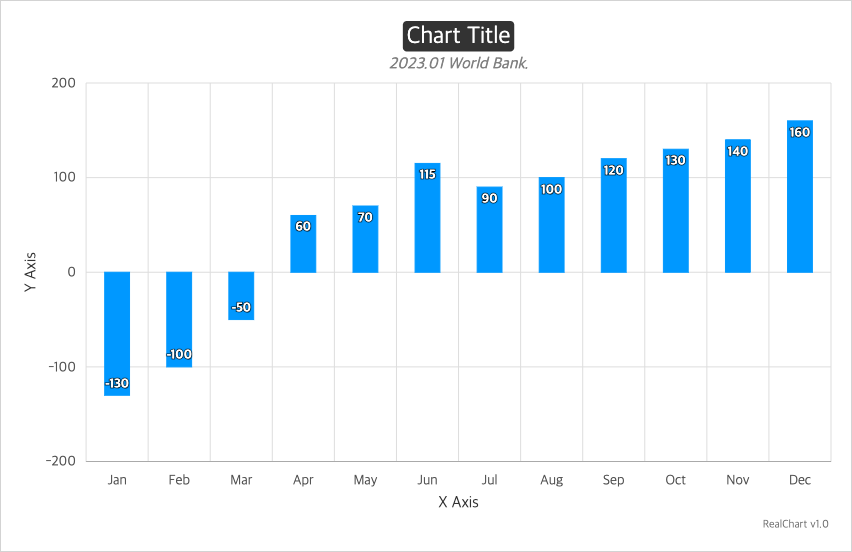 Chart Title
2023.01 World Bank.
200
100
0
-100
-200
Y Axis
-130
-100
-50
60
70
115
90
100
120
130
140
160
Jan Feb Mar Apr May Jun Jul Aug Sep Oct Nov Dec
X Axis
RealChart v1.0